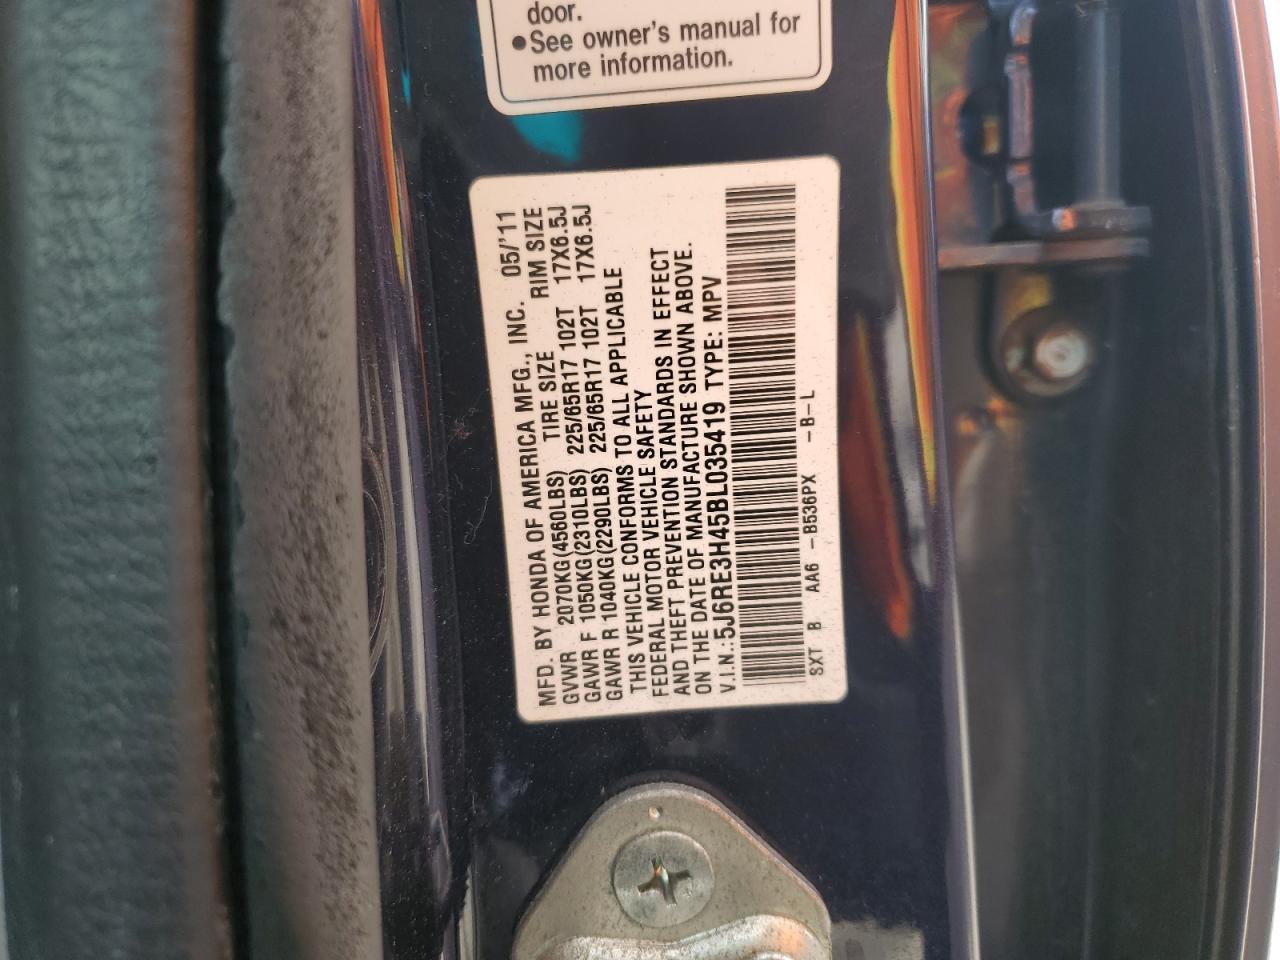 door.
●See owner's manual for
more information.
MFD. BY HONDA OF AMERICA MFG., INC. 05/'11
GVWR 2070KG(4560LBS) TIRE SIZE RIM SIZE
GAWR F 1050KG(2310LBS) 225/65R17 102T 17X6.5J
GAWR R 1040KG(2290LBS) 225/65R17 102T 17X6.5J
THIS VEHICLE CONFORMS TO ALL APPLICABLE
FEDERAL MOTOR VEHICLE SAFETY
AND THEFT PREVENTION STANDARDS IN EFFECT
ON THE DATE OF MANUFACTURE SHOWN ABOVE.
V.I.N.:5J6RE3H45BL035419 TYPE: MPV
SXT B AA6 -B536PX -B-L